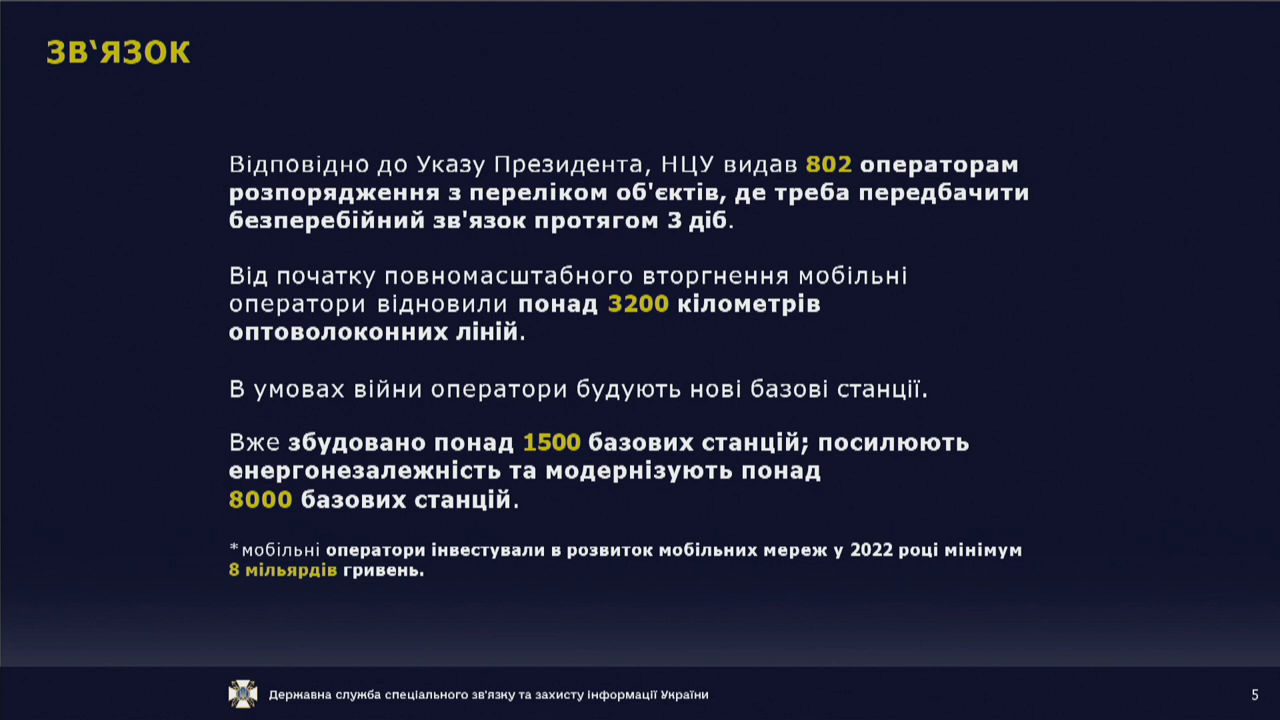 ЗВ‘ЯЗОК
Відповідно до Указу Президента, НЦУ видав 802 операторам
розпорядження з переліком об'єктів, де треба передбачити
безперебійний зв'язок протягом 3 діб.
Від початку повномасштабного вторгнення мобільні
оператори відновили понад 3200 кілометрів
оптоволоконних ліній.
В умовах війни оператори будують нові базові станції.
Вже збудовано понад 1500 базових станцій; посилюють
енергонезалежність та модернізують понад
8000 базових станцій.
*мобільні оператори інвестували в розвиток мобільних мереж у 2022 році мінімум
8 мільярдів гривень.
Державна служба спеціального зв'язку та захисту інформації України
5